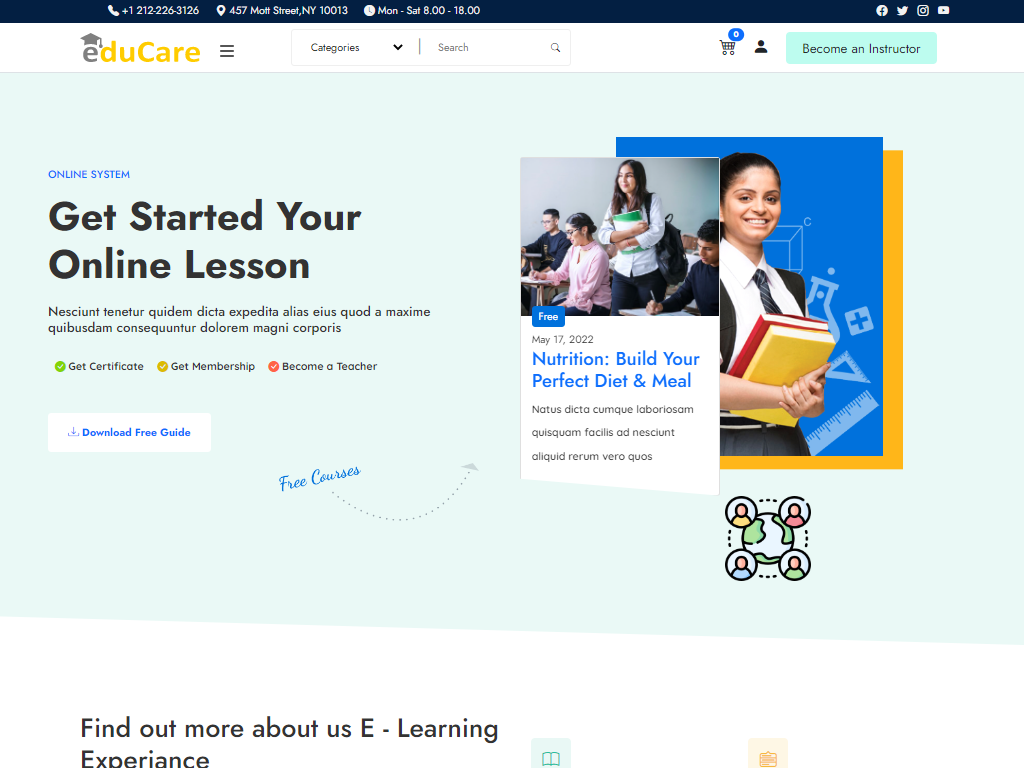 +1 212-226-3126 457 Mott Street,NY 10013 Mon - Sat 8.00 - 18.00
eduCare
Categories
Search
0
Become an Instructor
ONLINE SYSTEM
Get Started Your
Online Lesson
Nesciunt tenetur quidem dicta expedita alias eius quod a maxime
quibusdam consequuntur dolorem magni corporis
Get Certificate Get Membership Become a Teacher
Download Free Guide
Free Courses
Free
May 17, 2022
Nutrition: Build Your
Perfect Diet & Meal
Natus dicta cumque laboriosam
quisquam facilis ad nesciunt
aliquid rerum vero quos
C
Find out more about us E - Learning
Experiance